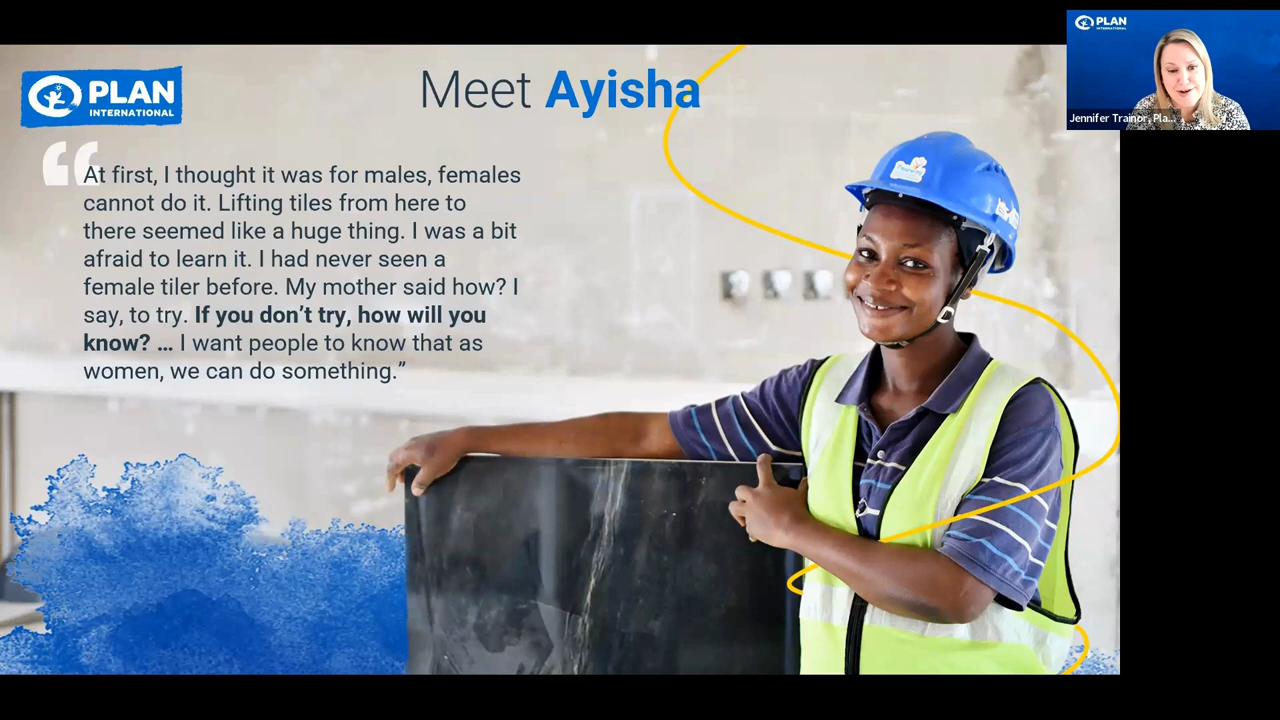 PLAN
INTERNATIONAL
Meet Ayisha
PLAN
INTERNATIONAL
Jennifer Trainor, Pla...
“At first, I thought it was for males, females
cannot do it. Lifting tiles from here to
there seemed like a huge thing. I was a bit
afraid to learn it. I had never seen a
female tiler before. My mother said how? I
say, to try. If you don’t try, how will you
know? … I want people to know that as
women, we can do something.”